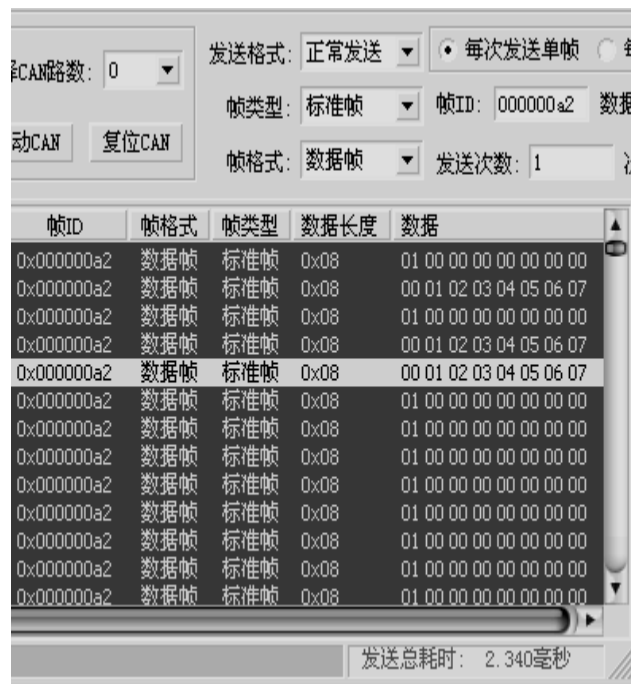 发送格式: 正常发送 每次发送单帧
CAN路数: 0
帧类型: 标准帧 帧ID: 000000a2 数据
动CAN 复位CAN
帧格式: 数据帧 发送次数: 1
帧ID 帧格式 帧类型 数据长度 数据
0x000000a2 数据帧 标准帧 0x08 01 00 00 00 00 00 00 00
0x000000a2 数据帧 标准帧 0x08 00 01 02 03 04 05 06 07
0x000000a2 数据帧 标准帧 0x08 01 00 00 00 00 00 00 00
0x000000a2 数据帧 标准帧 0x08 00 01 02 03 04 05 06 07
0x000000a2 数据帧 标准帧 0x08 00 01 02 03 04 05 06 07
0x000000a2 数据帧 标准帧 0x08 01 00 00 00 00 00 00 00
0x000000a2 数据帧 标准帧 0x08 01 00 00 00 00 00 00 00
0x000000a2 数据帧 标准帧 0x08 01 00 00 00 00 00 00 00
0x000000a2 数据帧 标准帧 0x08 01 00 00 00 00 00 00 00
0x000000a2 数据帧 标准帧 0x08 01 00 00 00 00 00 00 00
0x000000a2 数据帧 标准帧 0x08 01 00 00 00 00 00 00 00
0x000000a2 数据帧 标准帧 0x08 01 00 00 00 00 00 00 00
0x000000a2 数据帧 标准帧 0x08 01 00 00 00 00 00 00 00
发送总耗时: 2.340毫秒